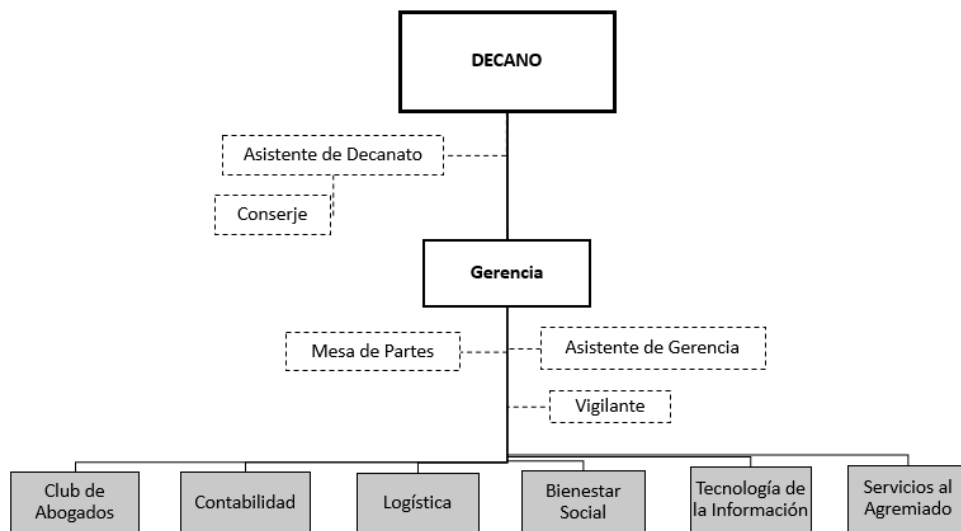 DECANO
Asistente de Decanato
Conserje
Gerencia
Mesa de Partes
Asistente de Gerencia
Vigilante
Club de
Abogados
Contabilidad
Logística
Bienestar
Social
Tecnología de
la Información
Servicios al
Agremiado